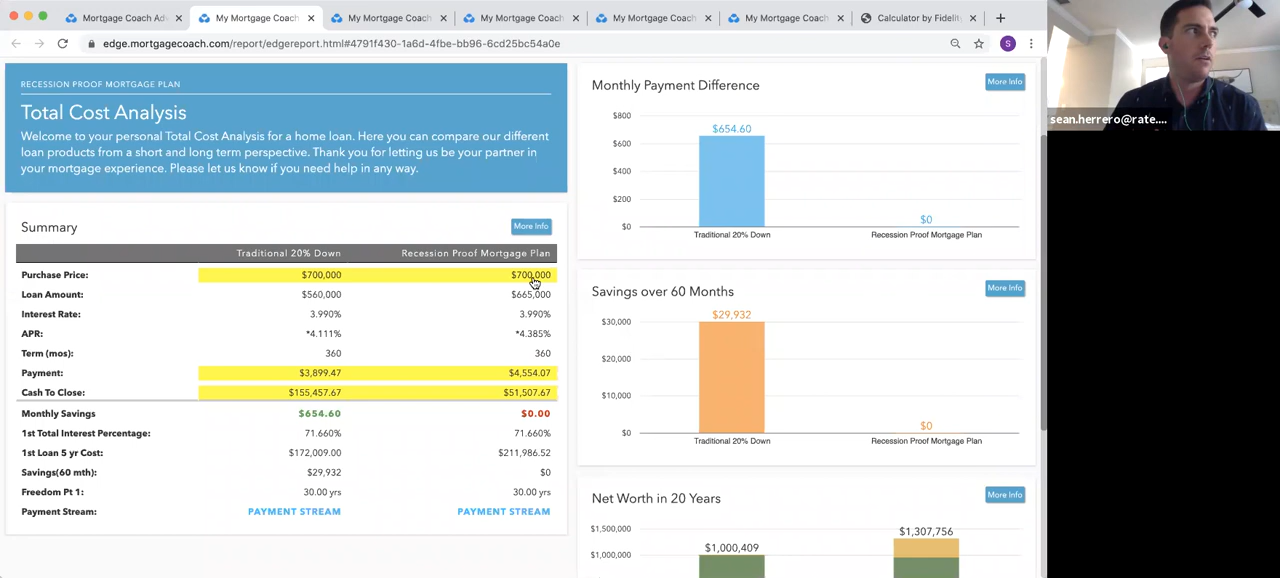 Mortgage Coach Adv
My Mortgage Coach
My Mortgage Coach
My Mortgage Coach
My Mortgage Coach
My Mortgage Coach
Calculator by Fidelit
edge.mortgagecoach.com/report/edgereport.html#4791f430-1a6d-4fbe-bb96-6cd25bc54a0e
S
sean.herrero@rate....
RECESSION PROOF MORTGAGE PLAN
Total Cost Analysis
Welcome to your personal Total Cost Analysis for a home loan. Here you can compare our different
loan products from a short and long term perspective. Thank you for letting us be your partner in
your mortgage experience. Please let us know if you need help in any way.
Summary
More Info
Traditional 20% Down Recession Proof Mortgage Plan
Purchase Price: $700,000 $700,000
Loan Amount: $560,000 $665,000
Interest Rate: 3.990% 3.990%
APR: *4.111% *4.385%
Term (mos): 360 360
Payment: $3,899.47 $4,554.07
Cash To Close: $155,457.67 $51,507.67
Monthly Savings $654.60 $0.00
1st Total Interest Percentage: 71.660% 71.660%
1st Loan 5 yr Cost: $172,009.00 $211,986.52
Savings(60 mth): $29,932 $0
Freedom Pt 1: 30.00 yrs 30.00 yrs
Payment Stream: PAYMENT STREAM PAYMENT STREAM
Monthly Payment Difference
More Info
$800
$654.60
$600
$400
$200
$0
$0
Traditional 20% Down Recession Proof Mortgage Plan
Savings over 60 Months
More Info
$29,932
$30,000
$20,000
$10,000
$0
$0
Traditional 20% Down Recession Proof Mortgage Plan
Net Worth in 20 Years
More Info
$1,500,000
$1,307,756
$1,000,409
$1,000,000